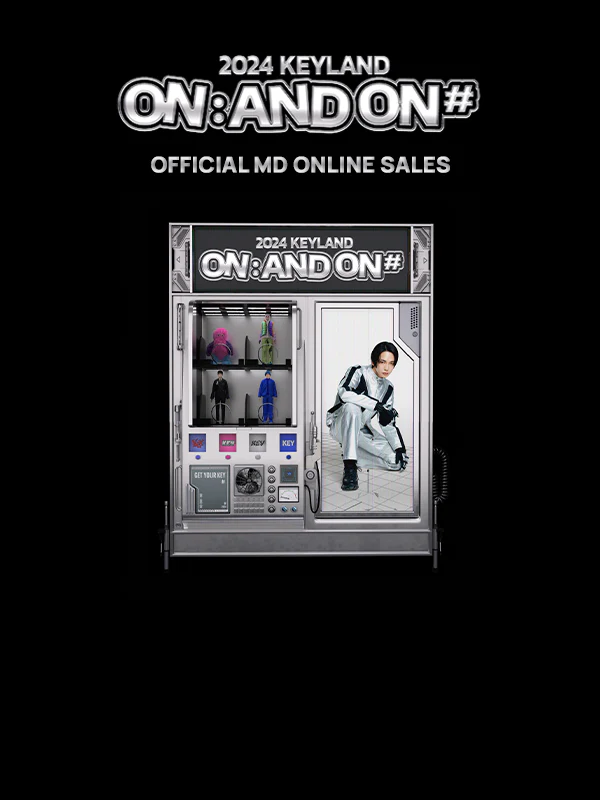 2024 KEYLAND
ON:AND ON#
OFFICIAL MD ONLINE SALES
2024 KEYLAND
ON:AND ON#
KEY
GET YOUR KEY